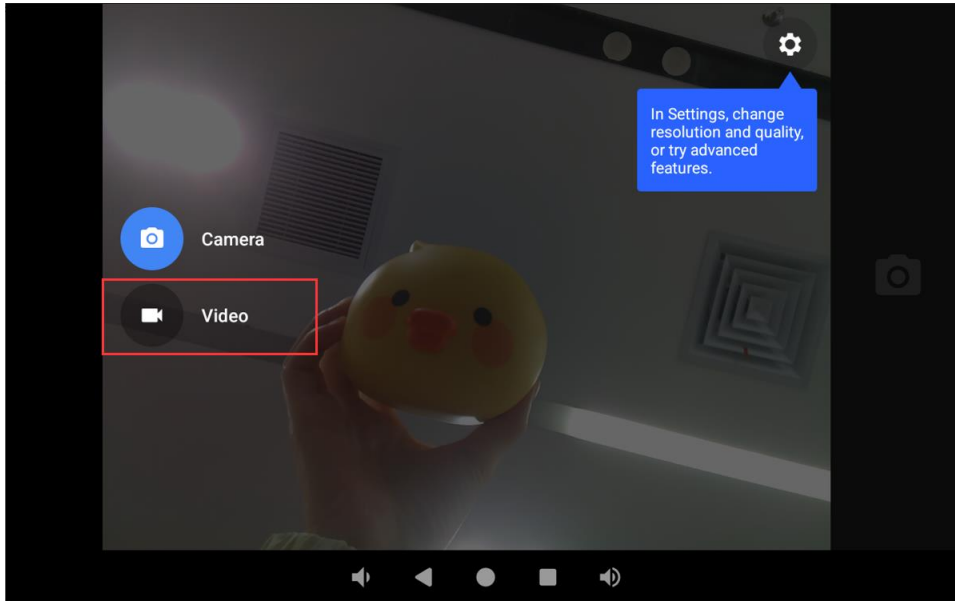 In Settings, change
resolution and quality,
or try advanced
features.
Camera
Video